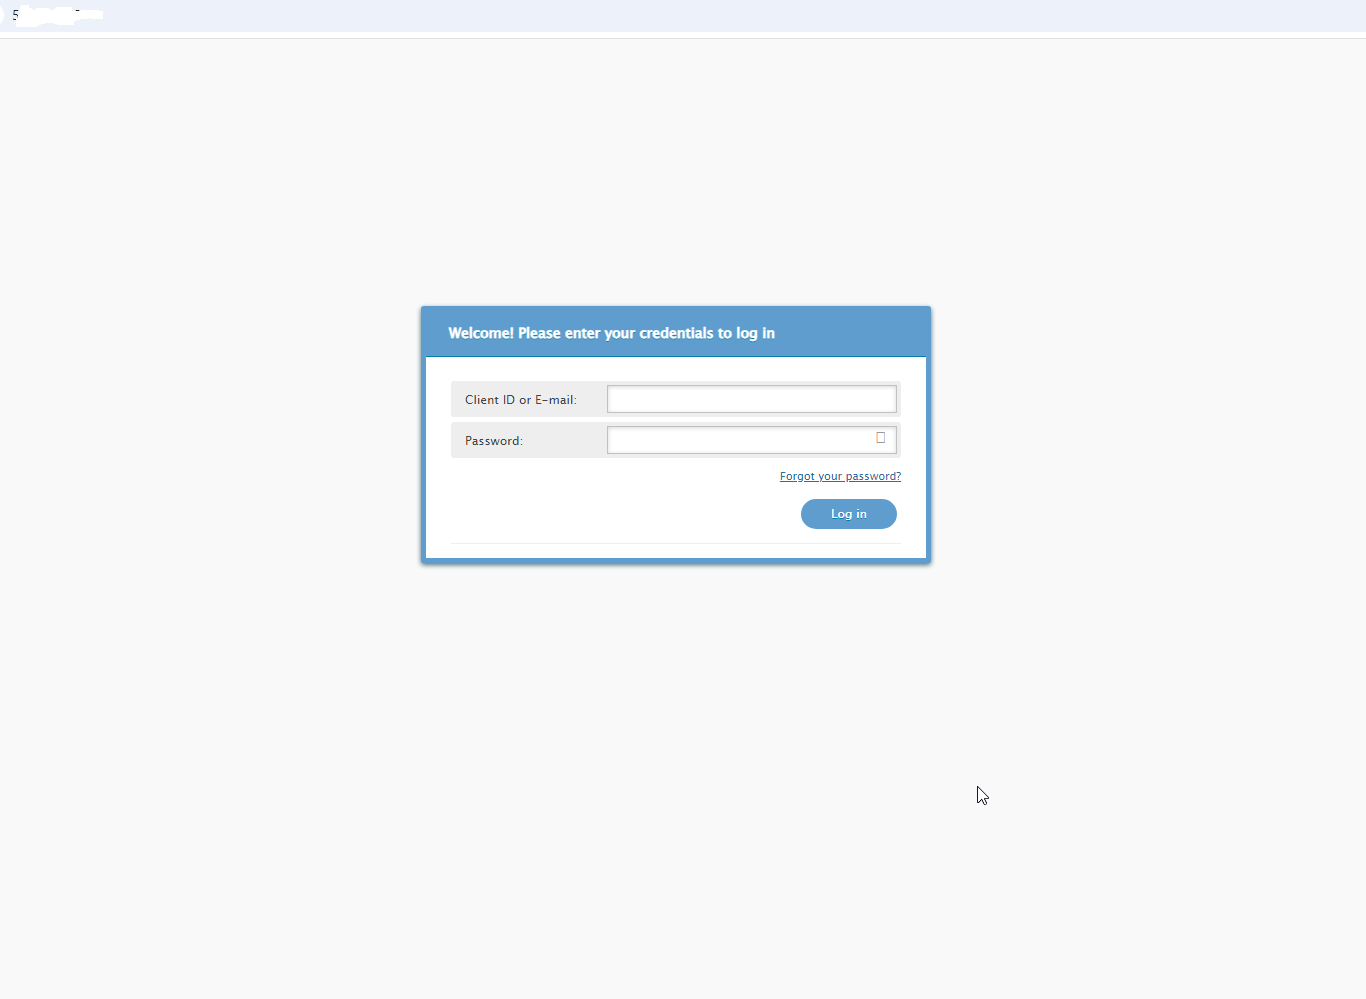 5
Welcome! Please enter your credentials to log in
Client ID or E-mail:
Password:
Forgot your password?
Log in